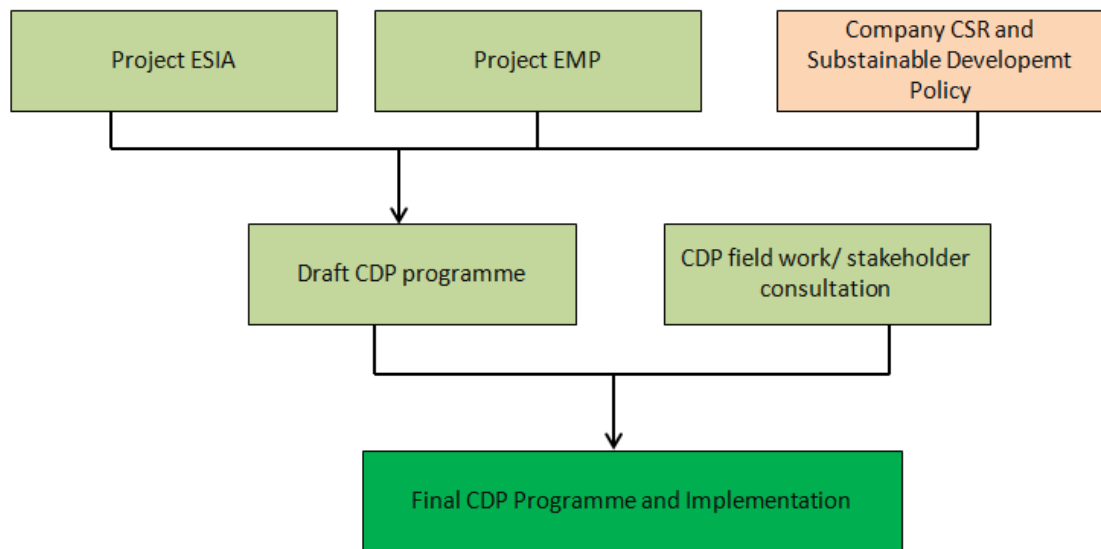 Project ESIA
Project EMP
Company CSR and
Substainable Developemt
Policy
Draft CDP programme
CDP field work/ stakeholder
consultation
Final CDP Programme and Implementation